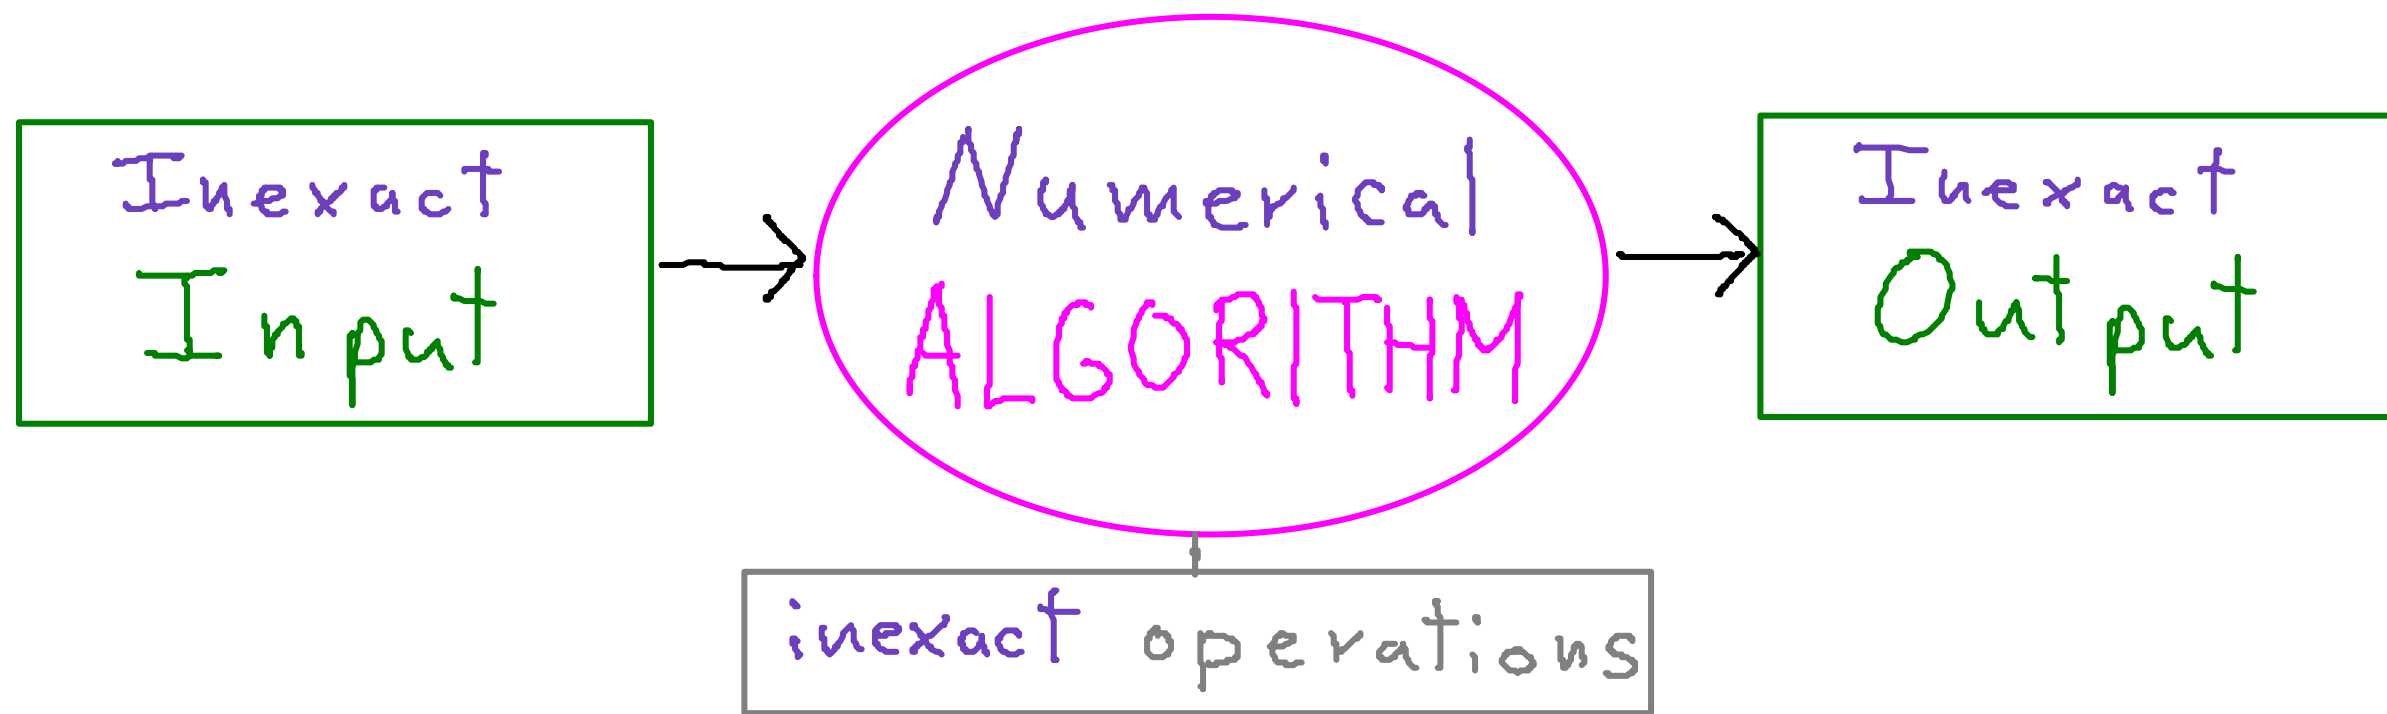 Inexact
Input
Numerical
ALGORITHM
Inexact
Output
inexact operations